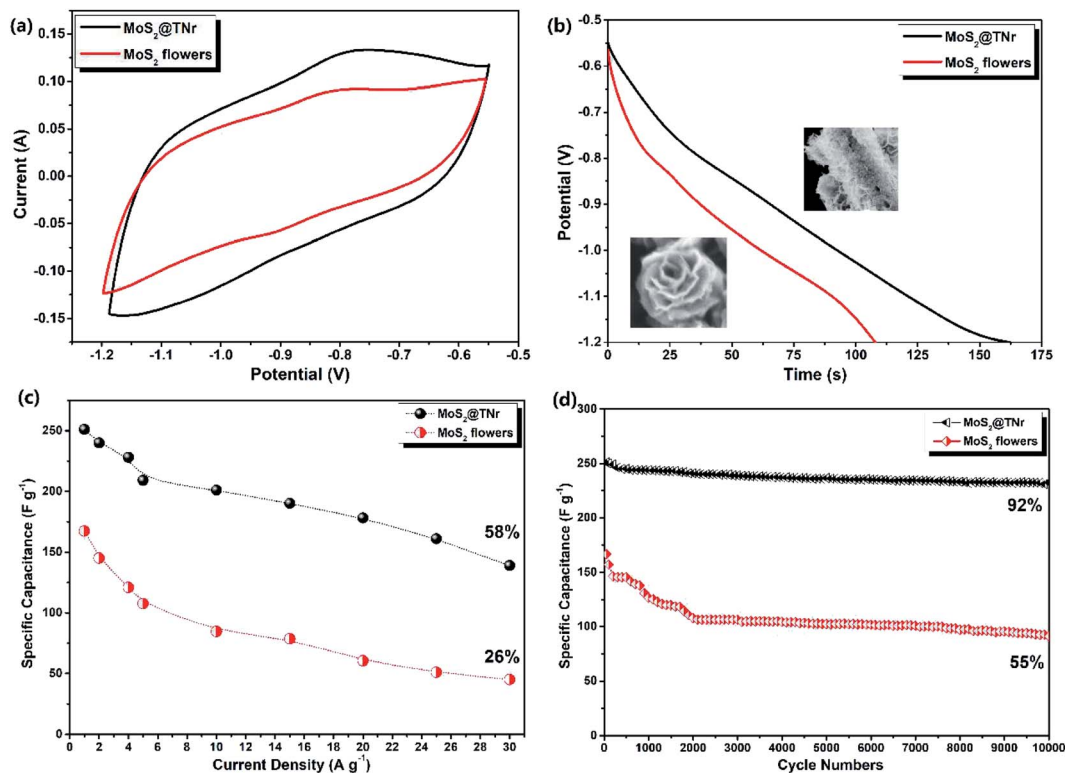 (a)
MoS2@TNr
MoS2 flowers
Current (A)
0.15
0.10
0.05
0.00
-0.05
-0.10
-0.15
-1.2 -1.1 -1.0 -0.9 -0.8 -0.7 -0.6 -0.5
Potential (V)
(b)
MoS2@TNr
MoS2 flowers
Potential (V)
-0.5
-0.6
-0.7
-0.8
-0.9
-1.0
-1.1
-1.2
0 25 50 75 100 125 150 175
Time (s)
(c)
MoS2@TNr
MoS2 flowers
Specific Capacitance (F g-1)
250
200
150
100
50
0
58%
26%
0 2 4 6 8 10 12 14 16 18 20 22 24 26 28 30
Current Density (A g-1)
(d)
MoS2@TNr
MoS2 flowers
Specific Capacitance (F g-1)
300
250
200
150
100
50
0
92%
55%
0 1000 2000 3000 4000 5000 6000 7000 8000 9000 10000
Cycle Numbers